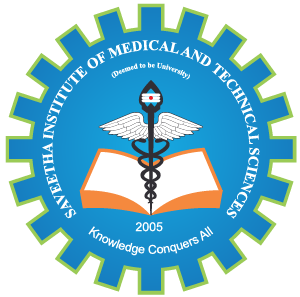 SAVEETHA INSTITUTE OF MEDICAL AND TECHNICAL SCIENCES
(Deemed to be University)
2005
Knowledge Conquers All